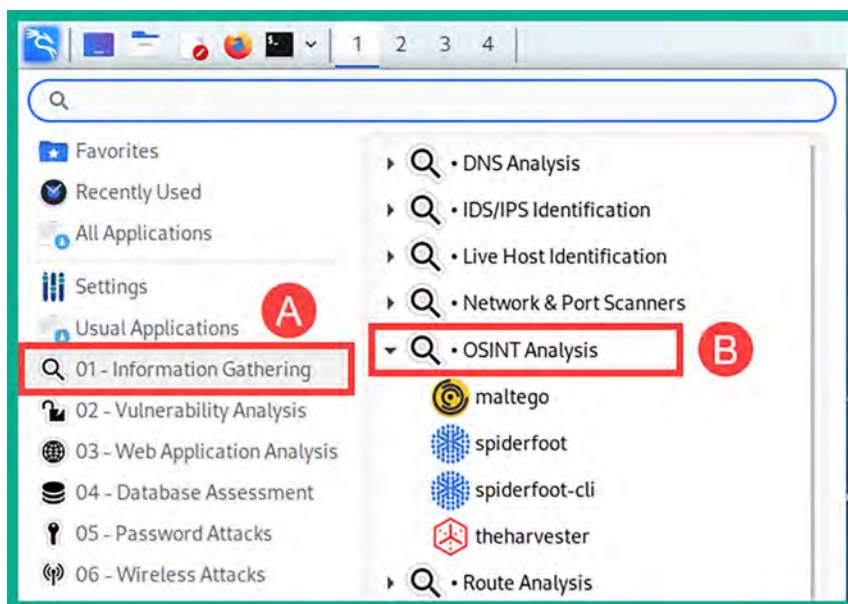 1 2 3 4
Favorites
Recently Used
All Applications
Settings
Usual Applications
A
01 - Information Gathering
02 - Vulnerability Analysis
03 - Web Application Analysis
04 - Database Assessment
05 - Password Attacks
06 - Wireless Attacks
• DNS Analysis
• IDS/IPS Identification
• Live Host Identification
• Network & Port Scanners
• OSINT Analysis
B
maltego
spiderfoot
spiderfoot-cli
theharvester
• Route Analysis